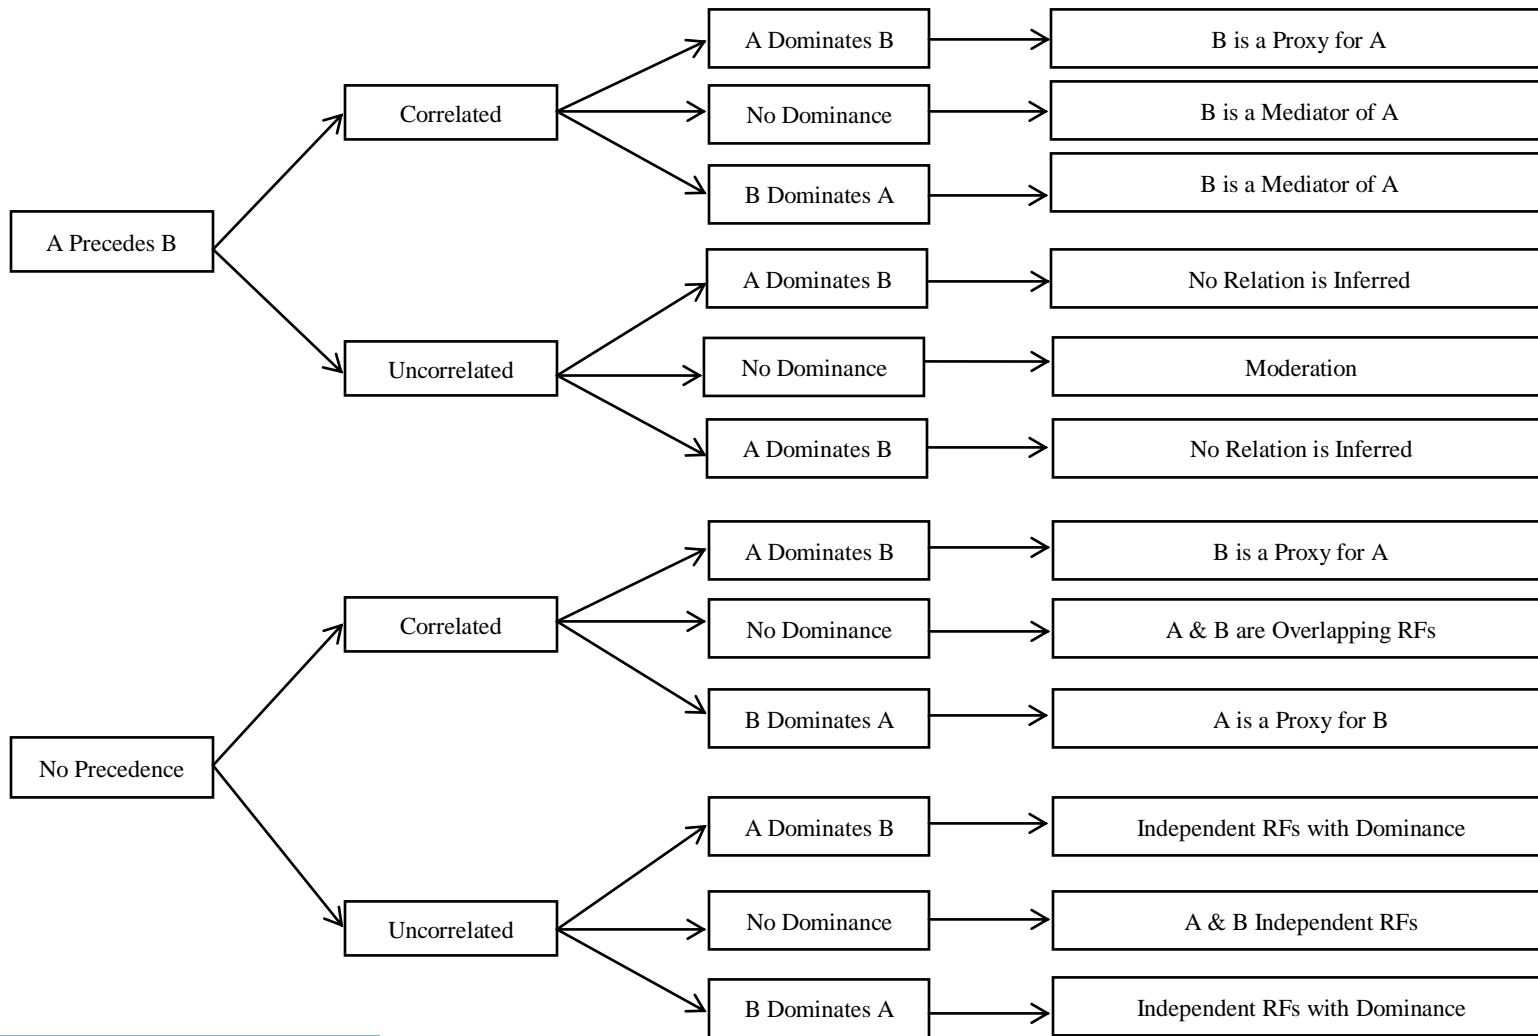 A Dominates B
B is a Proxy for A
Correlated
No Dominance
B is a Mediator of A
B Dominates A
B is a Mediator of A
A Precedes B
A Dominates B
No Relation is Inferred
Uncorrelated
No Dominance
Moderation
A Dominates B
No Relation is Inferred
A Dominates B
B is a Proxy for A
Correlated
No Dominance
A & B are Overlapping RFs
B Dominates A
A is a Proxy for B
No Precedence
A Dominates B
Independent RFs with Dominance
Uncorrelated
No Dominance
A & B Independent RFs
B Dominates A
Independent RFs with Dominance